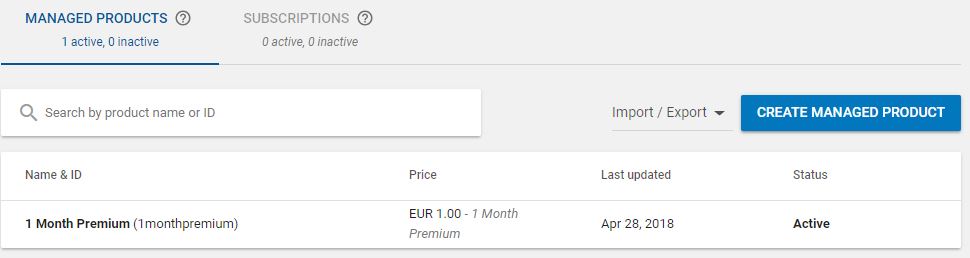 MANAGED PRODUCTS ? SUBSCRIPTIONS ?
1 active, 0 inactive 0 active, 0 inactive
Search by product name or ID Import / Export CREATE MANAGED PRODUCT
Name & ID Price Last updated Status
1 Month Premium (1monthpremium) EUR 1.00 - 1 Month Apr 28, 2018 Active
Premium